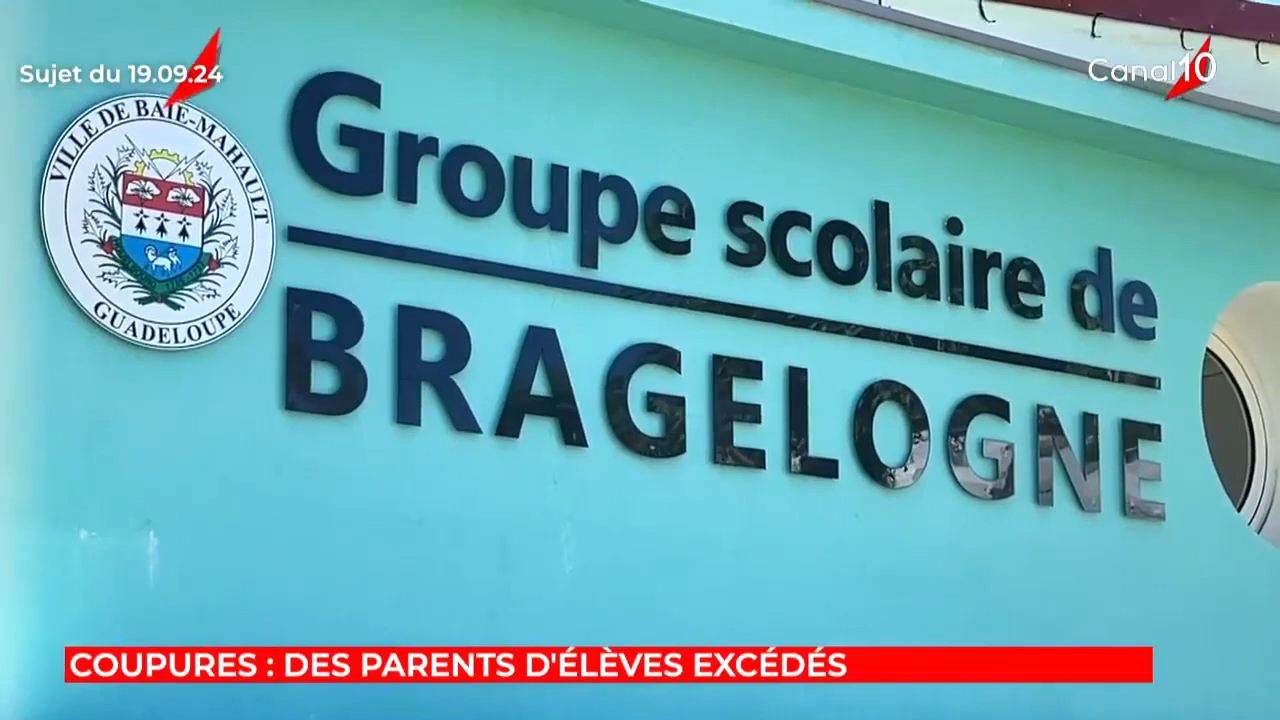 Sujet du 19.09.24
Canal10
VILLE DE BAIE-MAHAULT
GUADELOUPE
Groupe scolaire de
BRAGELOGNE
COUPURES : DES PARENTS D'ÉLÈVES EXCÉDÉS